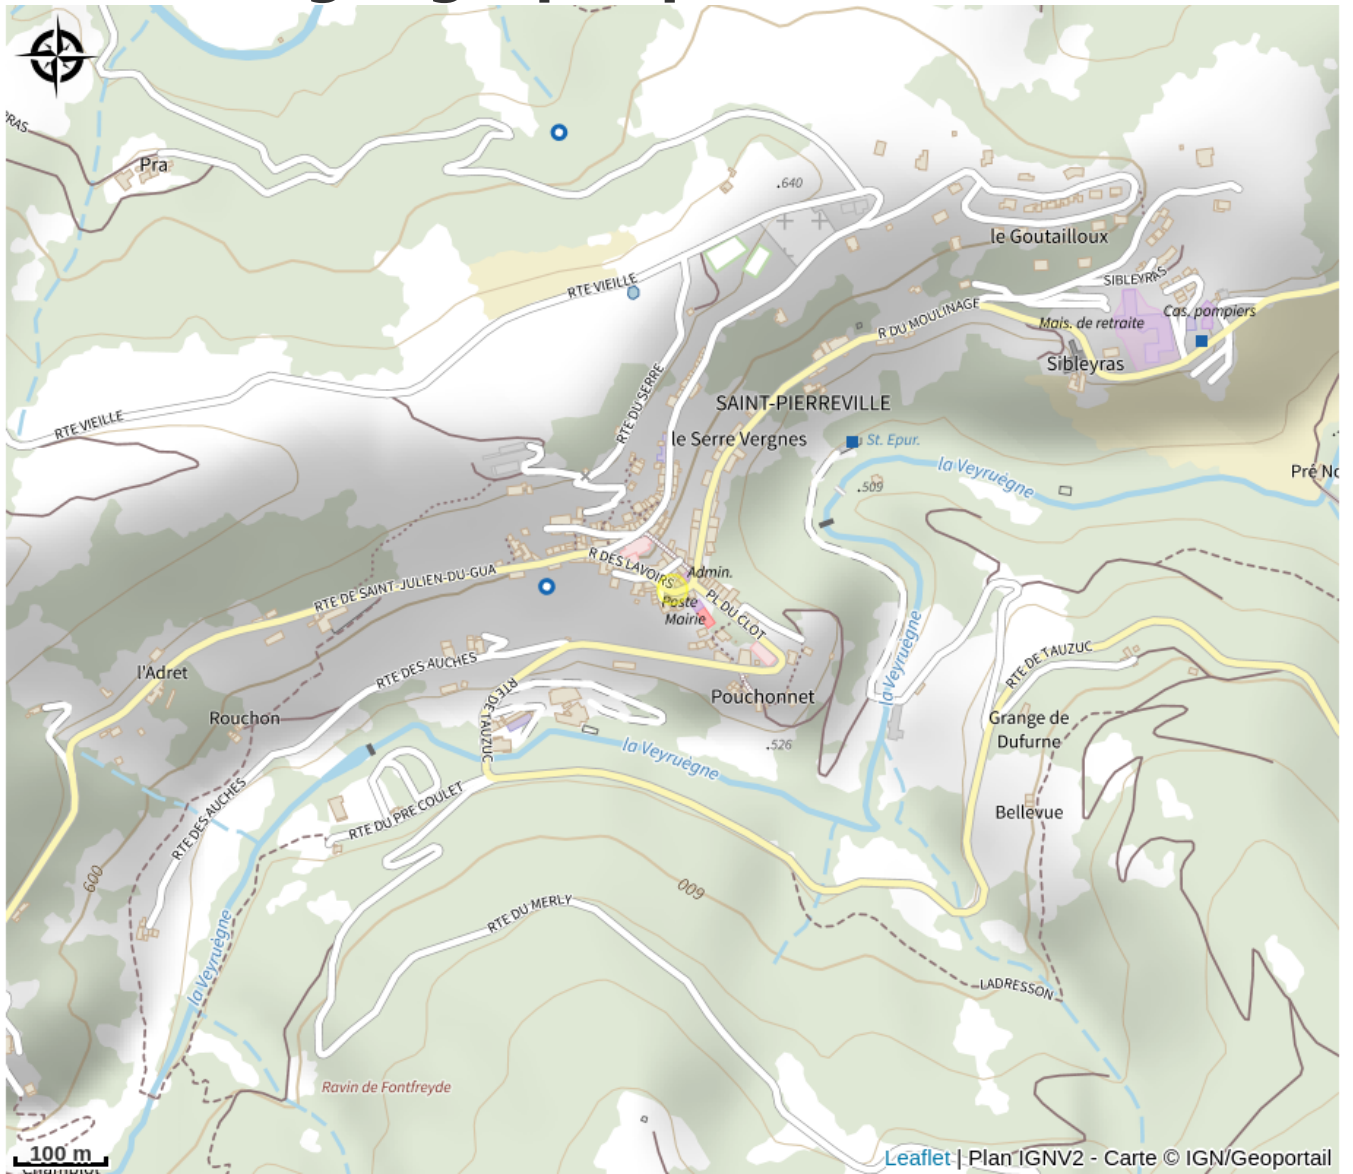 PRAS
Pra
.640
le Goutailloux
RTE VIEILLE
SIBLEYRAS
R DU MOULINAGE
Mais. de retraite
Cas. pompiers
Sibleyras
RTE DU SERRE
SAINT-PIERREVILLE
RTE VIEILLE
le Serre Vergnes
St. Epur.
la Veyruègne
Pré No
.509
R DES LAVOIRS
RTE DE SAINT-JULIEN-DU-GUA
Admin.
Poste
Mairie
PL DU CLOT
la Veyruègne
RTE DE TAUZUC
l'Adret
RTE DES AUCHES
RTE DE TAUZUC
Pouchonnet
Rouchon
Grange de
Dufurne
.526
la Veyruègne
RTE DES AUCHES
RTE DU PRE COULET
Bellevue
600
600
RTE DU MERLY
la Veyruègne
LADRESSON
Ravin de Fontfreyde
100 m
Leaflet | Plan IGNV2 - Carte © IGN/Geoportail